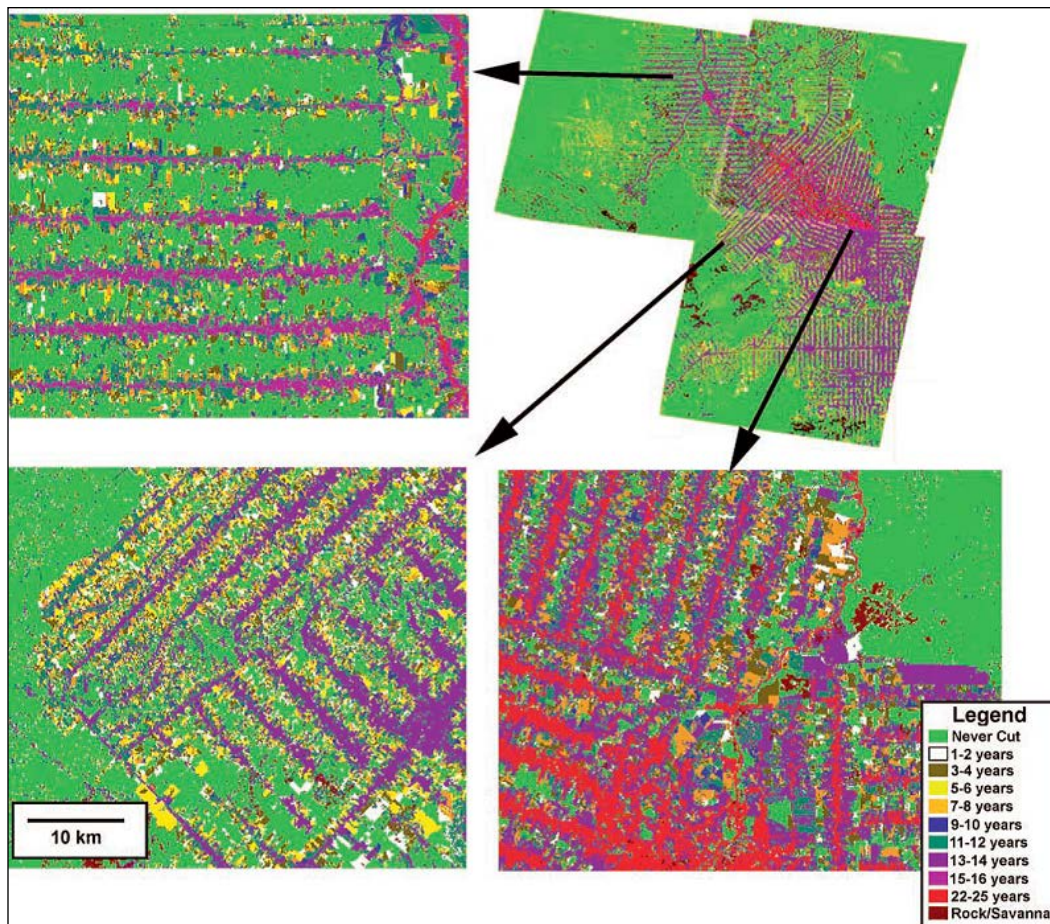 10 km
Legend
Never Cut
1-2 years
3-4 years
5-6 years
7-8 years
9-10 years
11-12 years
13-14 years
15-16 years
22-25 years
Rock/Savanna